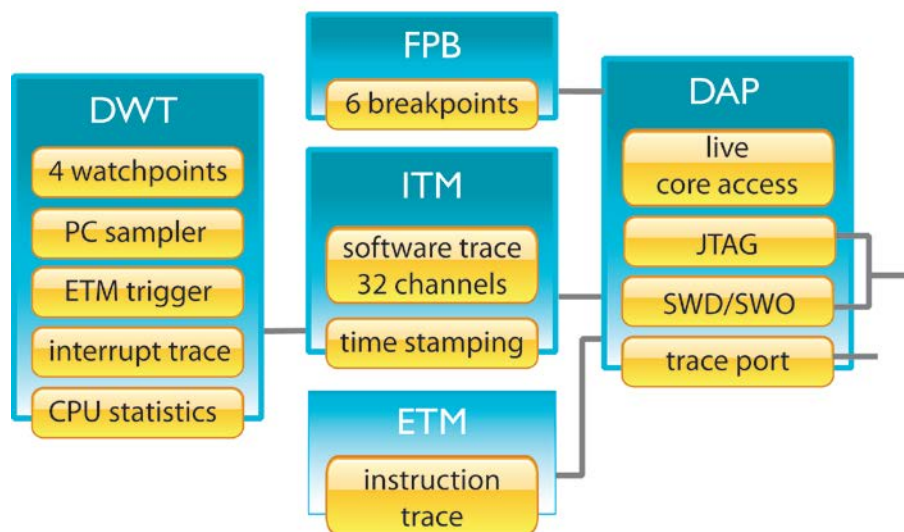 DWT
4 watchpoints
PC sampler
ETM trigger
interrupt trace
CPU statistics
FPB
6 breakpoints
ITM
software trace
32 channels
time stamping
ETM
instruction
trace
DAP
live
core access
JTAG
SWD/SWO
trace port